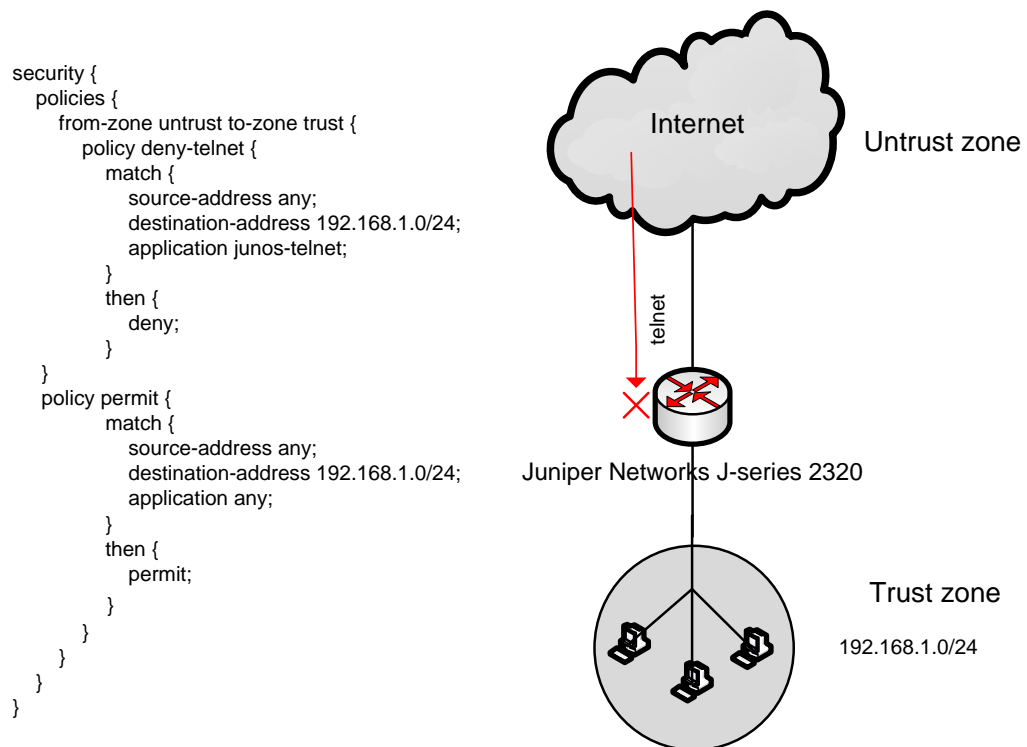 security {
policies {
from-zone untrust to-zone trust {
policy deny-telnet {
match {
source-address any;
destination-address 192.168.1.0/24;
application junos-telnet;
}
then {
deny;
}
}
policy permit {
match {
source-address any;
destination-address 192.168.1.0/24;
application any;
}
then {
permit;
}
}
}
}
}
Internet
Untrust zone
telnet
Juniper Networks J-series 2320
Trust zone
192.168.1.0/24